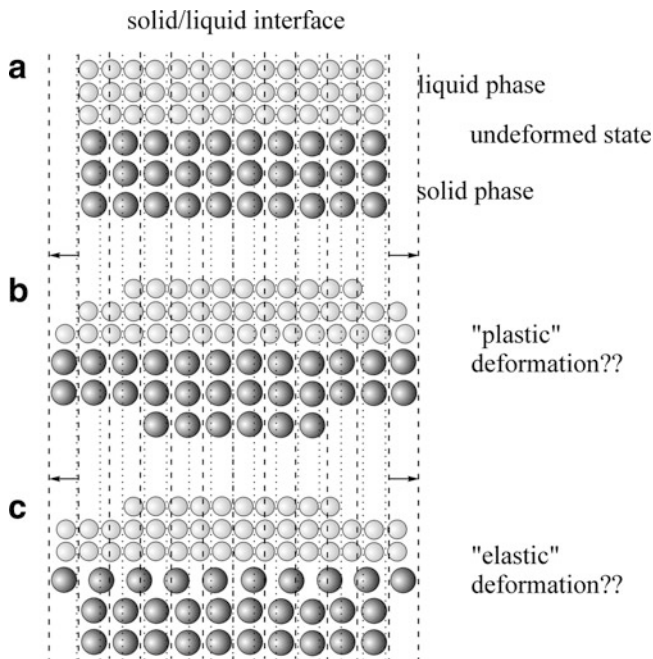 solid/liquid interface
a
liquid phase
undeformed state
solid phase
b
"plastic"
deformation??
c
"elastic"
deformation??